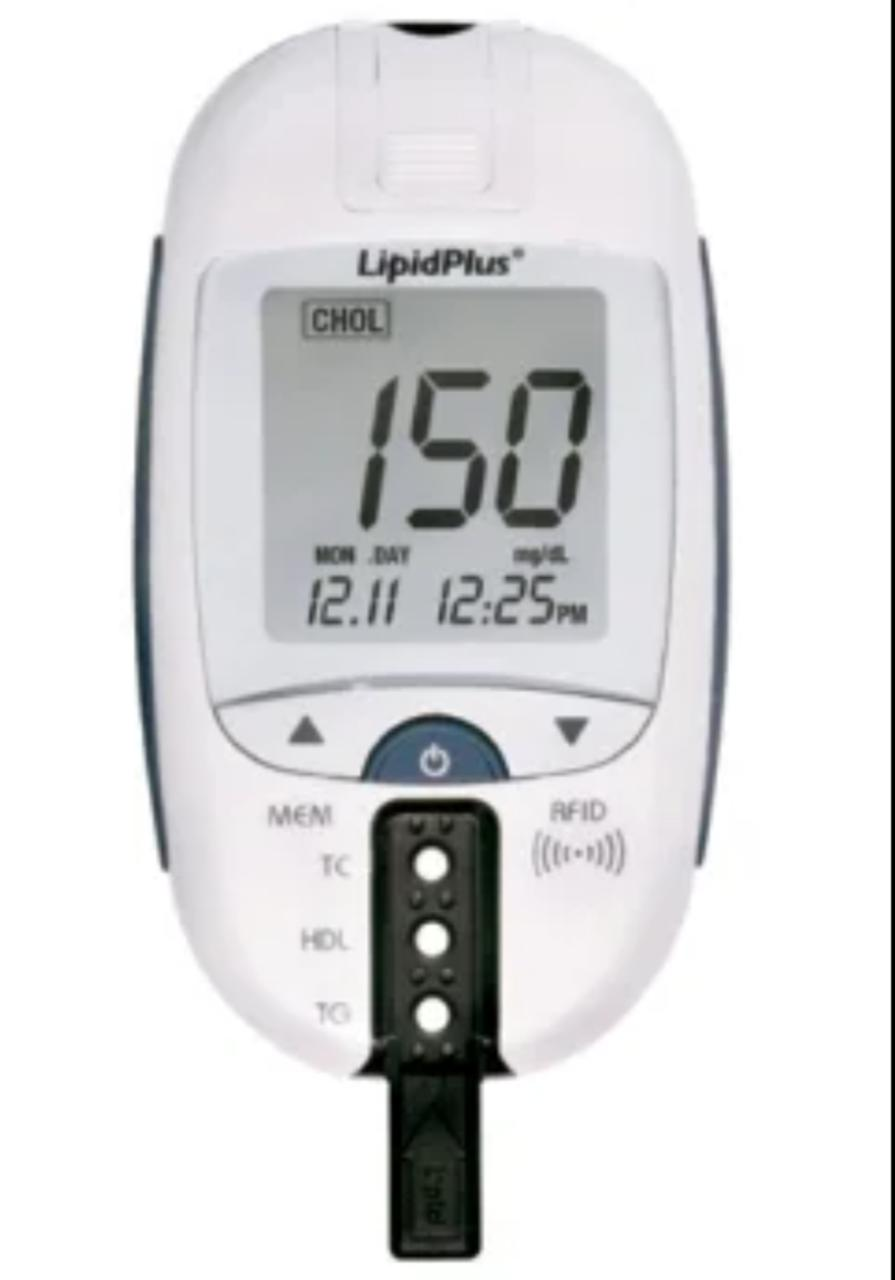 LipidPlus®
CHOL
150
MON .DAY mg/dL
12.11 12:25PM
MEM RFID
TC
HDL
TG